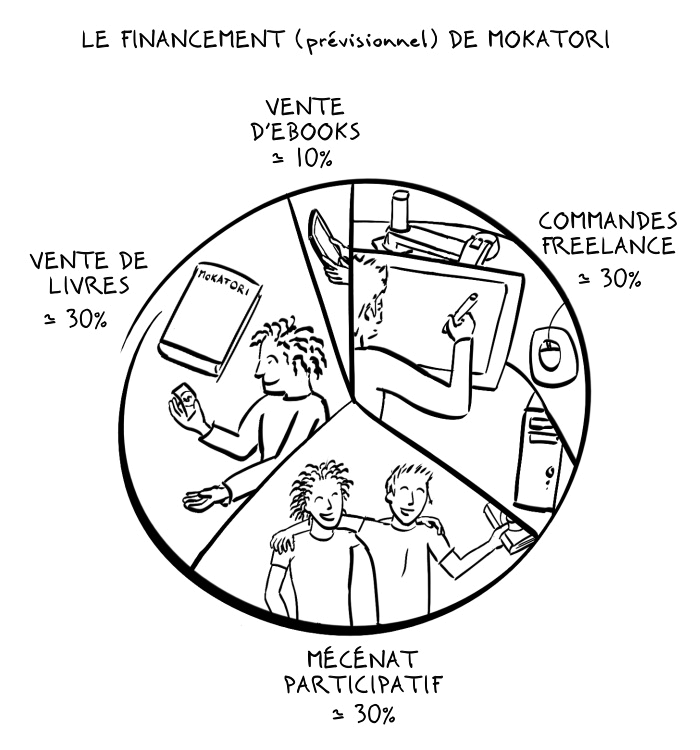 LE FINANCEMENT (prévisionnel) DE MOKATORI
VENTE
D'EBOOKS
≃ 10%
COMMANDES
FREELANCE
≃ 30%
VENTE DE
LIVRES
≃ 30%
MOKATORI
MÉCÉNAT
PARTICIPATIF
≃ 30%